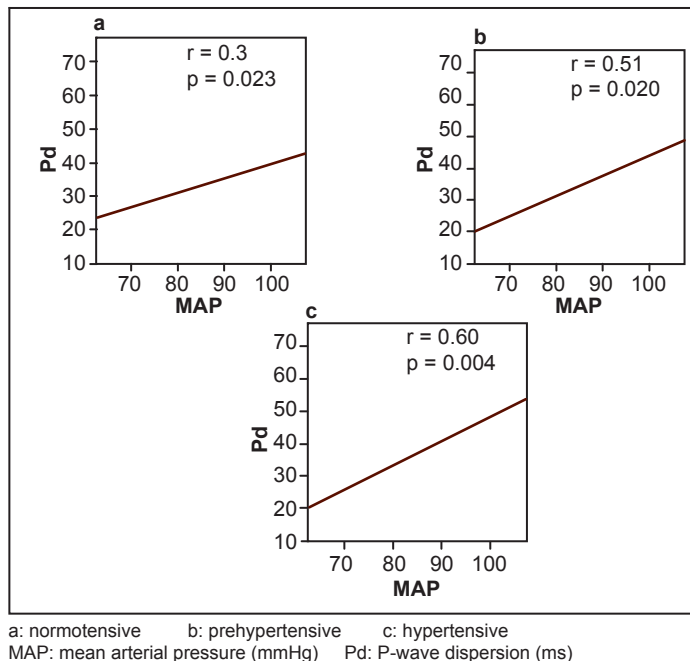 a
r = 0.3
p = 0.023
70
60
50
40
30
20
10
Pd
70 80 90 100
MAP
b
r = 0.51
p = 0.020
70
60
50
40
30
20
10
Pd
70 80 90 100
MAP
c
r = 0.60
p = 0.004
70
60
50
40
30
20
10
Pd
70 80 90 100
MAP
a: normotensive b: prehypertensive c: hypertensive
MAP: mean arterial pressure (mmHg) Pd: P-wave dispersion (ms)